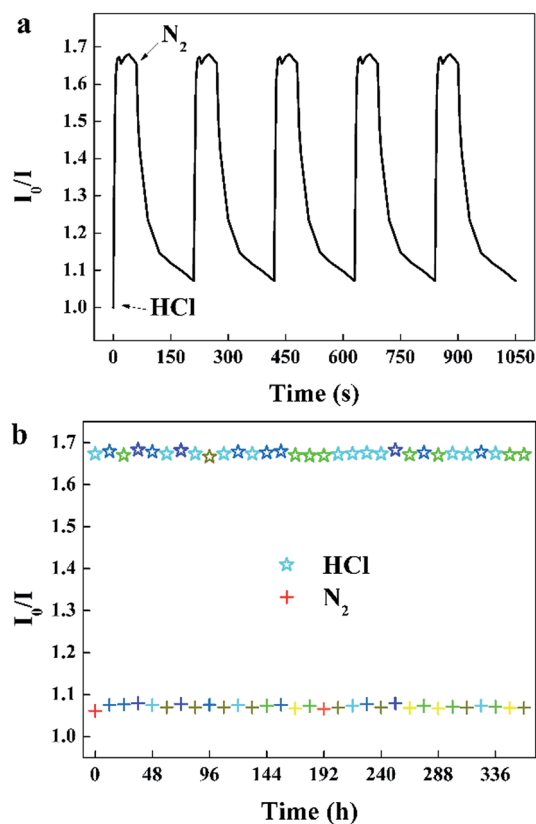 a
N2
HCl
I0/I
1.7
1.6
1.5
1.4
1.3
1.2
1.1
1.0
0 150 300 450 600 750 900 1050
Time (s)
b
HCl
N2
I0/I
1.7
1.6
1.5
1.4
1.3
1.2
1.1
1.0
0 48 96 144 192 240 288 336
Time (h)